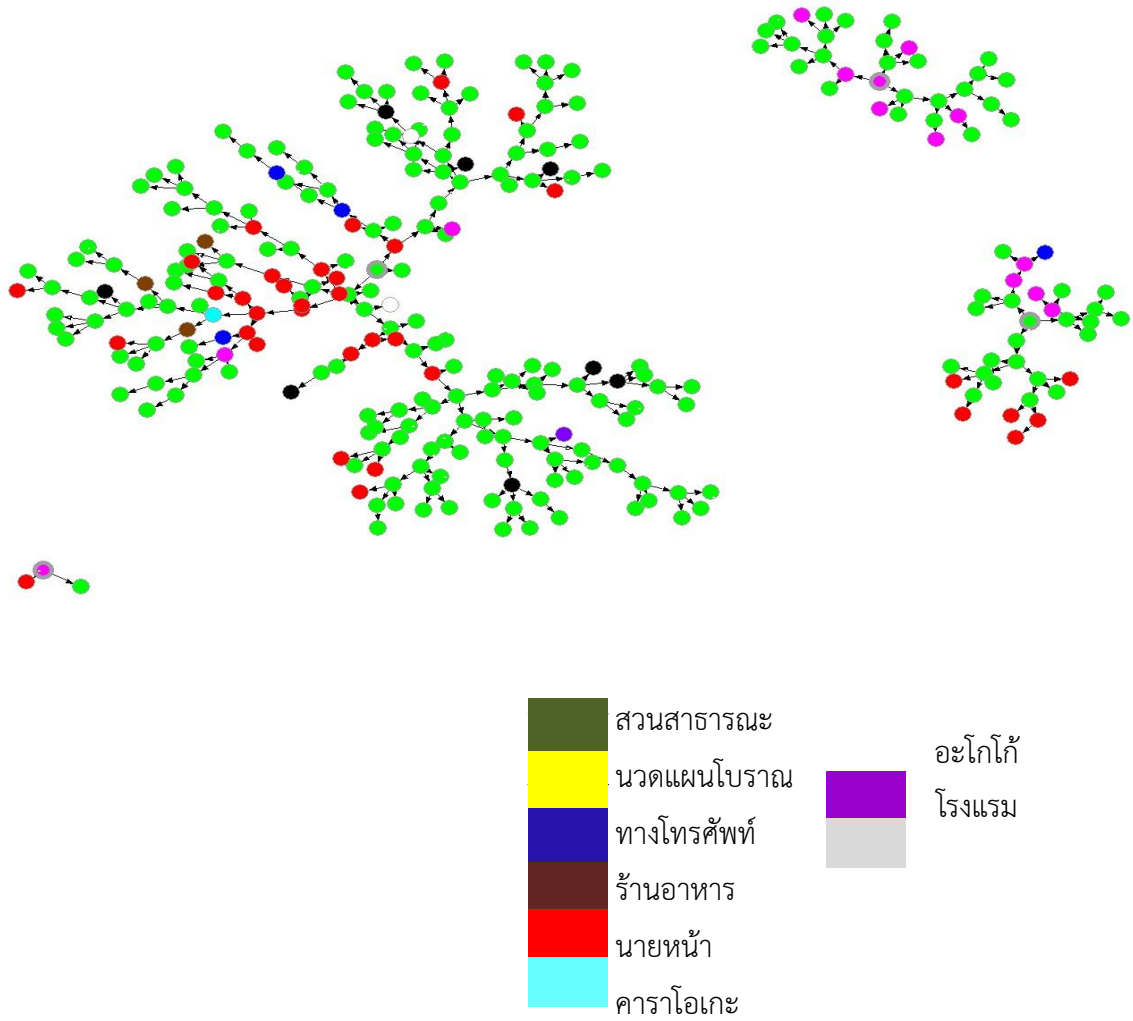 สวนสาธารณะ
นวดแผนโบราณ
ทางโทรศัพท์
ร้านอาหาร
นายหน้า
คาราโอเกะ
อะโกโก้
โรงแรม